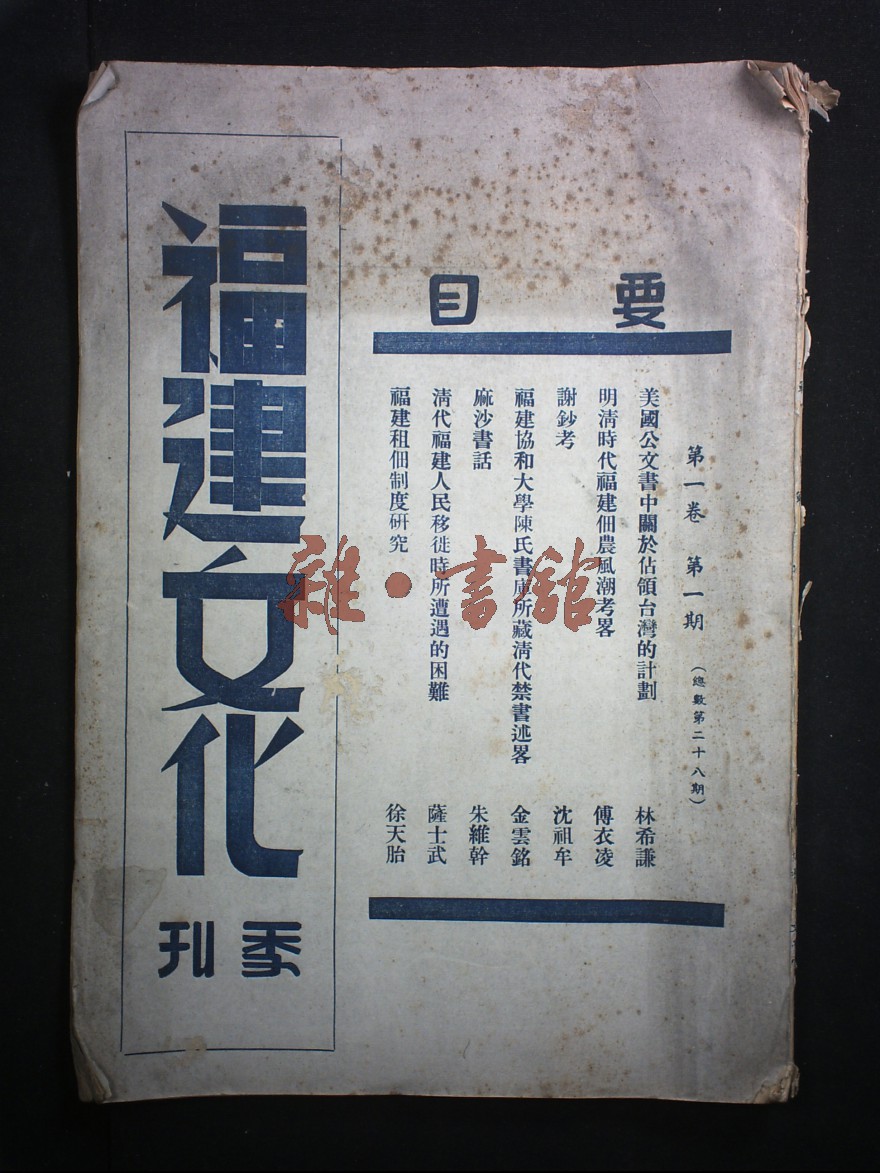 福建文化
季刊
要目
第一卷 第一期 (總數第二十八期)
美國公文書中關於佔領台灣的計劃 林希謙
明清時代福建佃農風潮考畧 傅衣凌
謝鈔考 沈祖牟
福建協和大學陳氏書庫所藏清代禁書述畧 金雲銘
麻沙書話 朱維幹
清代福建人民移徙時所遭遇的困難 薩士武
福建租佃制度研究 徐天胎
雜·書館